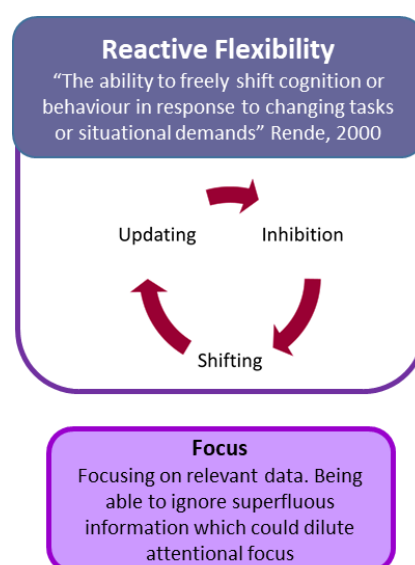 Reactive Flexibility
“The ability to freely shift cognition or
behaviour in response to changing tasks
or situational demands” Rende, 2000
Updating
Inhibition
Shifting
Focus
Focusing on relevant data. Being
able to ignore superfluous
information which could dilute
attentional focus